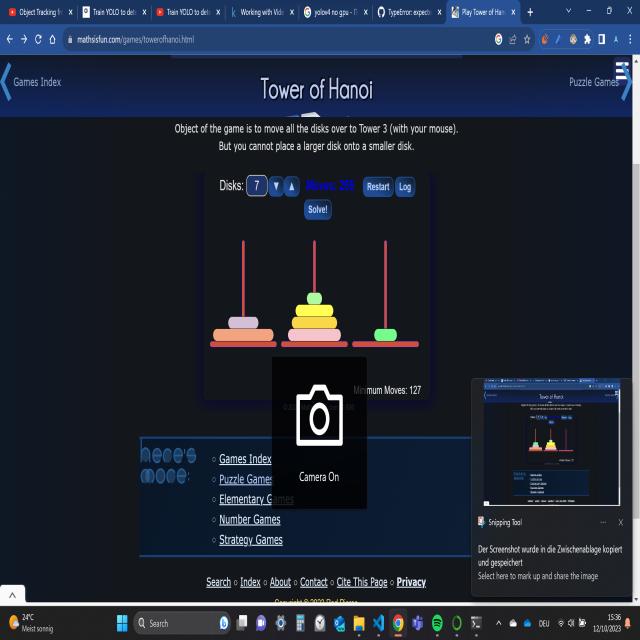 Object Tracking fr
Train YOLO to dete
Train YOLO to dete
Working with Vide
yolov4 no gpu -
TypeError: expecte
Play Tower of Hanoi
mathsisfun.com/games/towerofhanoi.html
Games Index
Tower of Hanoi
Puzzle Games
Object of the game is to move all the disks over to Tower 3 (with your mouse).
But you cannot place a larger disk onto a smaller disk.
Disks: 7 ▼ ▲ Moves: Restart Log
Solve!
Minimum Moves: 127
Camera On
○ Games Index
○ Puzzle Games
○ Elementary Games
○ Number Games
○ Strategy Games
Tower of Hanoi
Snipping Tool
Der Screenshot wurde in die Zwischenablage kopiert
und gespeichert
Select here to mark up and share the image
Search ○ Index ○ About ○ Contact ○ Cite This Page ○ Privacy
24°C
Meist sonnig
Search
DEU
15:36
12/10/2023